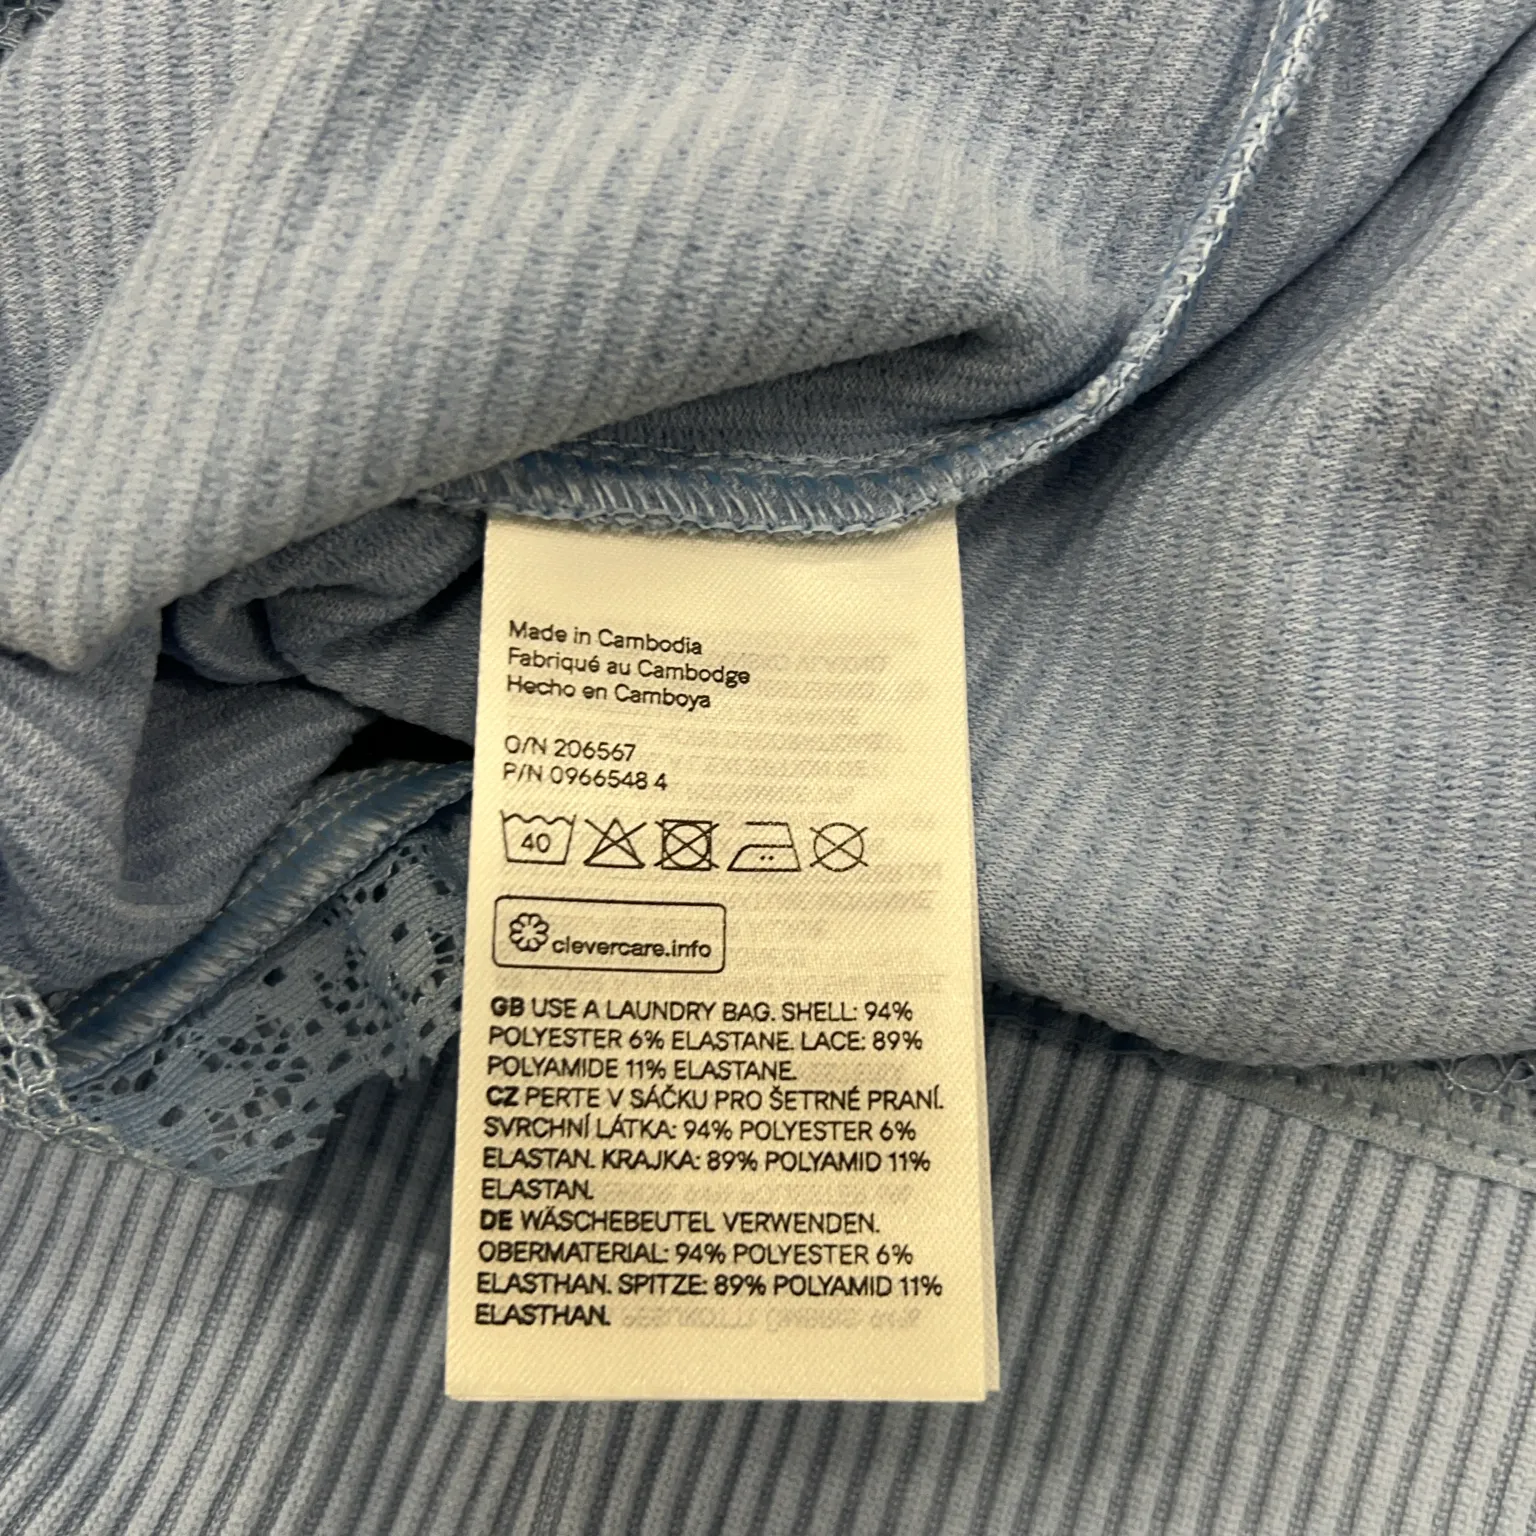 Made in Cambodia
Fabriqué au Cambodge
Hecho en Camboya
O/N 206567
P/N 0966548 4
40
clevercare.info
GB USE A LAUNDRY BAG. SHELL: 94%
POLYESTER 6% ELASTANE. LACE: 89%
POLYAMIDE 11% ELASTANE.
CZ PERTE V SÁČKU PRO ŠETRNÉ PRANÍ.
SVRCHNÍ LÁTKA: 94% POLYESTER 6%
ELASTAN. KRAJKA: 89% POLYAMID 11%
ELASTAN.
DE WÄSCHEBEUTEL VERWENDEN.
OBERMATERIAL: 94% POLYESTER 6%
ELASTHAN. SPITZE: 89% POLYAMID 11%
ELASTHAN.